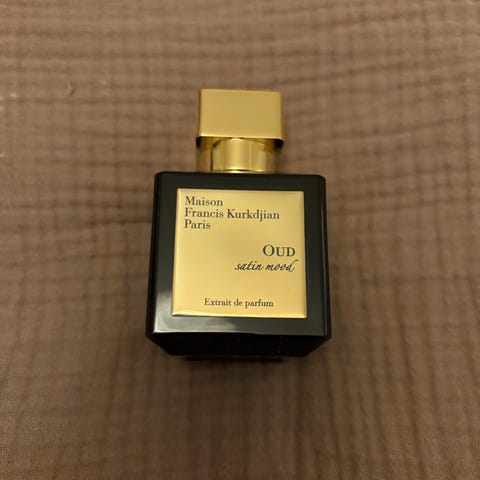 Maison
Francis Kurkdjian
Paris
OUD
satin mood
Extrait de parfum